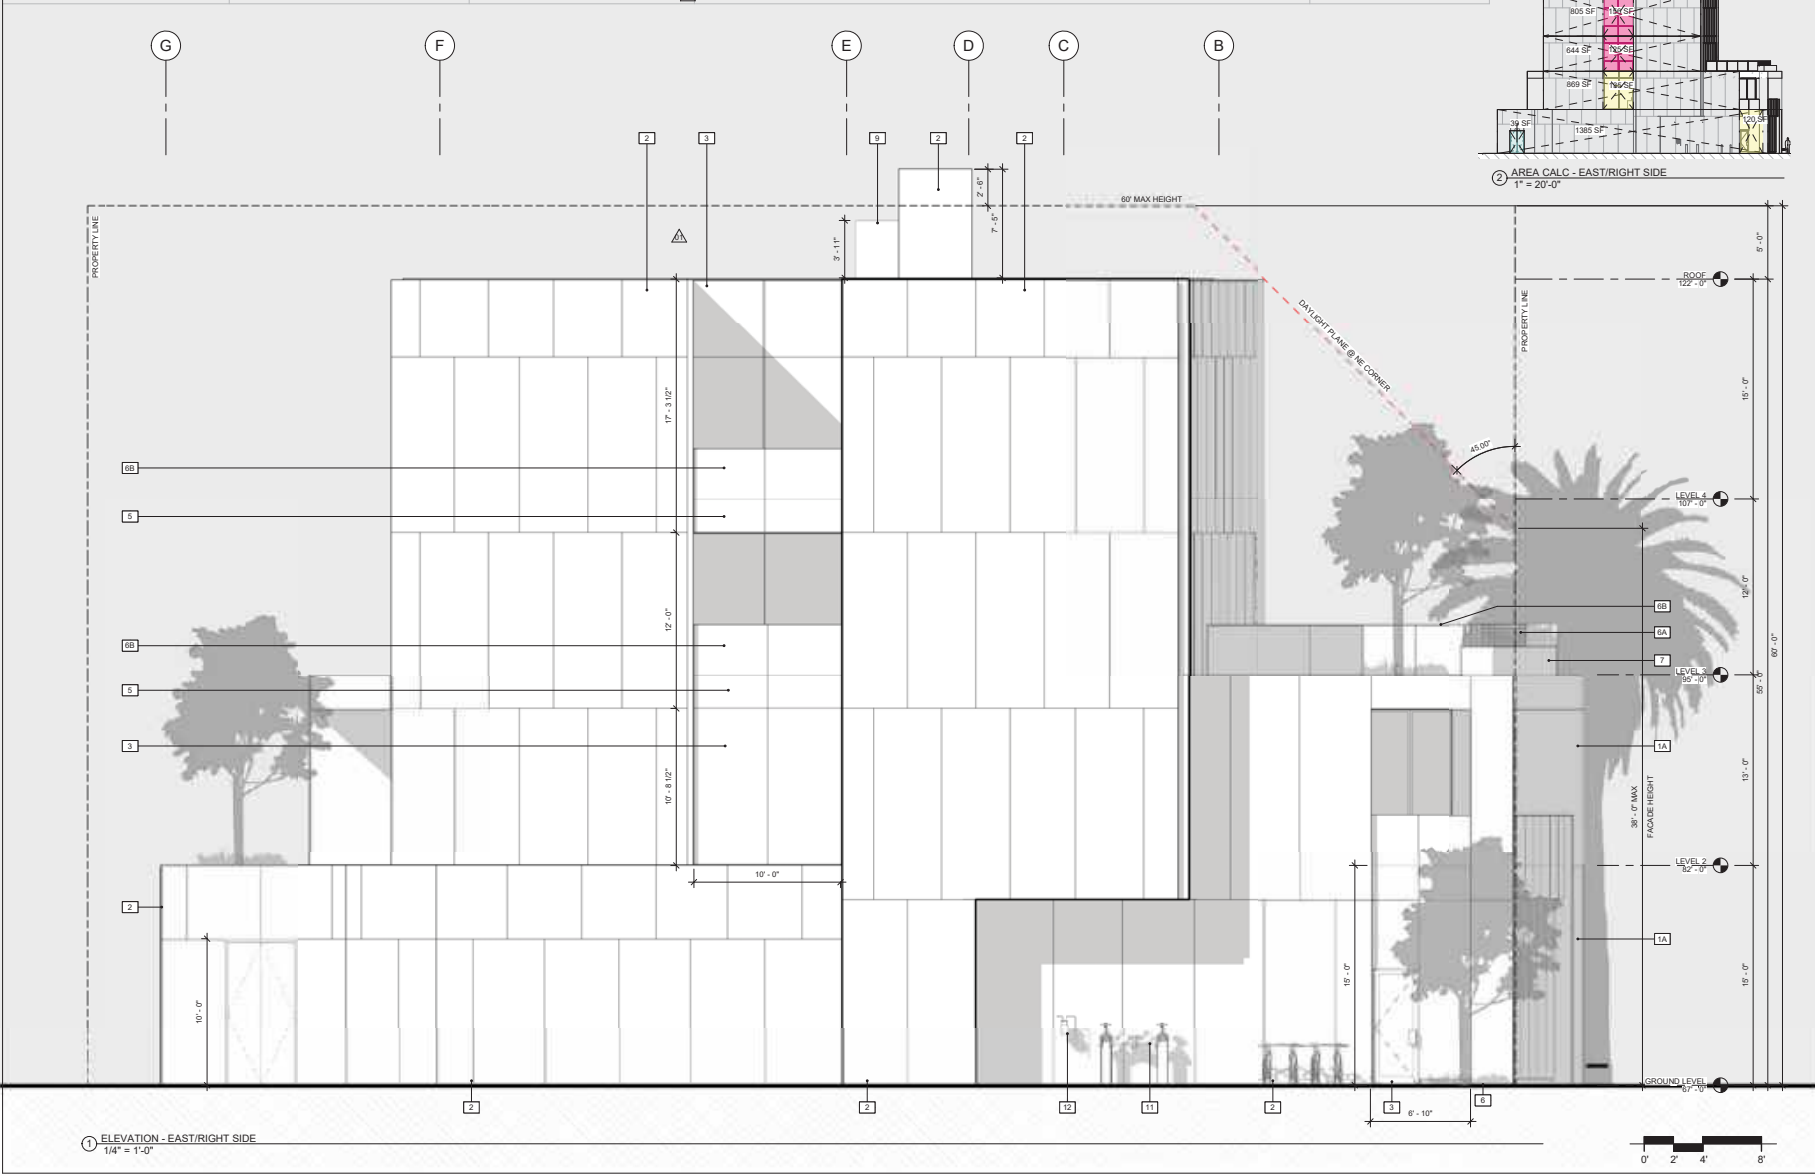 805 SF
644 SF
869 SF
39 SF
1385 SF
120 SF
2 AREA CALC - EAST/RIGHT SIDE
1" = 20'-0"
G
F
E
D
C
B
2
3
9
2
2
2' - 6"
7' - 5"
3' - 11"
60' MAX HEIGHT
PROPERTY LINE
01
5' - 0"
ROOF
122' - 0"
PROPERTY LINE
DAYLIGHT PLANE @ NE CORNER
45.00°
17' - 3 1/2"
15' - 0"
6B
5
LEVEL 4
107' - 0"
12' - 0"
12' - 0"
6B
6A
7
60' - 0"
55' - 0"
6B
5
3
LEVEL 3
95' - 0"
1A
10' - 8 1/2"
13' - 0"
38' - 0" MAX
FACADE HEIGHT
LEVEL 2
82' - 0"
10' - 0"
2
1A
10' - 0"
15' - 0"
15' - 0"
GROUND LEVEL
67' - 0"
2
2
12
11
2
3
6
6' - 10"
1 ELEVATION - EAST/RIGHT SIDE
1/4" = 1'-0"
0' 2' 4' 8'